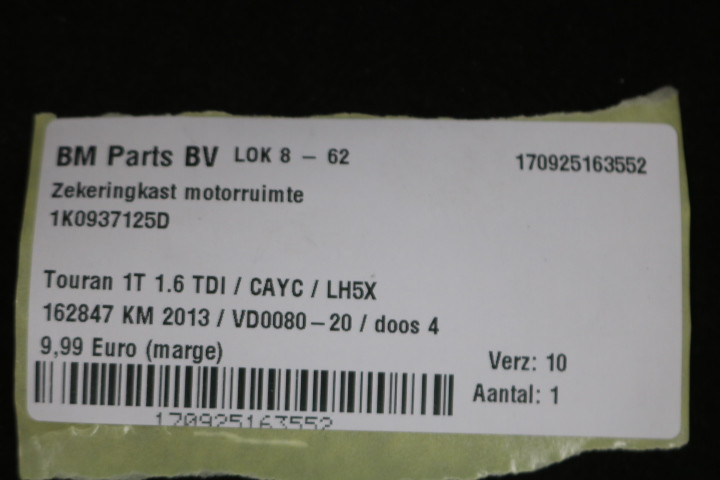 BM Parts BV LOK 8 - 62 170925163552
Zekeringkast motorruimte
1K0937125D
Touran 1T 1.6 TDI / CAYC / LH5X
162847 KM 2013 / VD0080-20 / doos 4
9,99 Euro (marge)
Verz: 10
Aantal: 1
170925163552